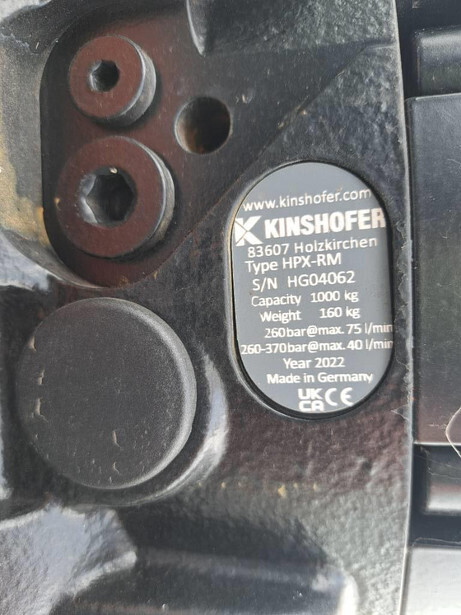 www.kinshofer.com
KINSHOFER
83607 Holzkirchen
Type HPX-RM
S/N HG04062
Capacity 1000 kg
Weight 160 kg
260bar@max. 75 l/min
260-370bar@max. 40 l/min
Year 2022
Made in Germany
UK CA CE